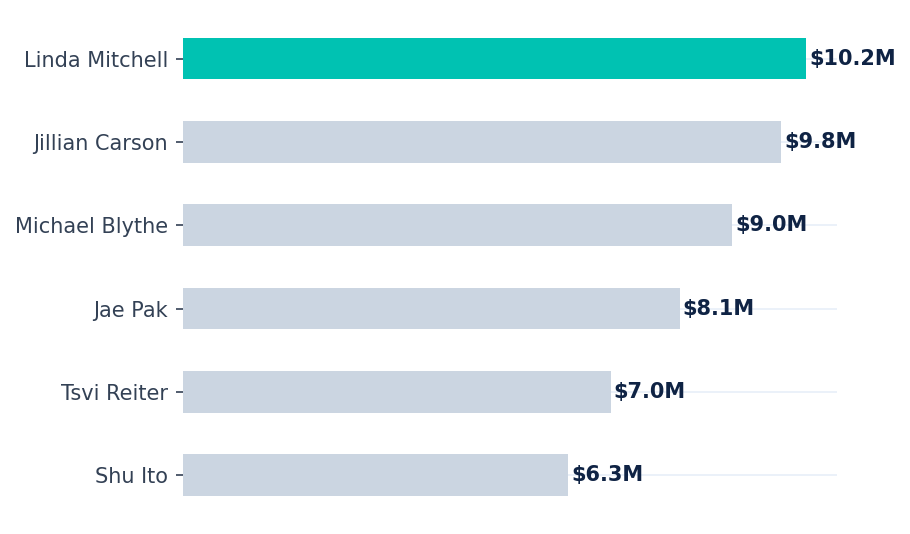 Linda Mitchell $10.2M
Jillian Carson $9.8M
Michael Blythe $9.0M
Jae Pak $8.1M
Tsvi Reiter $7.0M
Shu Ito $6.3M